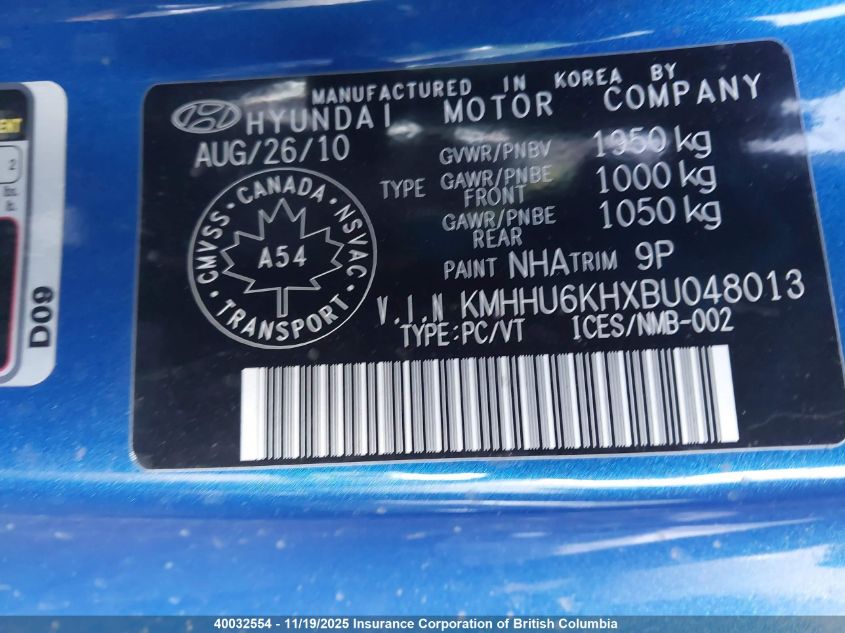 MANUFACTURED IN KOREA BY
HYUNDAI MOTOR COMPANY
AUG/26/10
GVWR/PNBV 1950 kg
TYPE GAWR/PNBE FRONT 1000 kg
GAWR/PNBE REAR 1050 kg
PAINT NHA TRIM 9P
CMVSS • CANADA • NSVAC • TRANSPORT •
A54
V.I.N KMHHU6KHXBU048013
TYPE:PC/VT ICES/NMB-002
2
D09
40032554 - 11/19/2025 Insurance Corporation of British Columbia